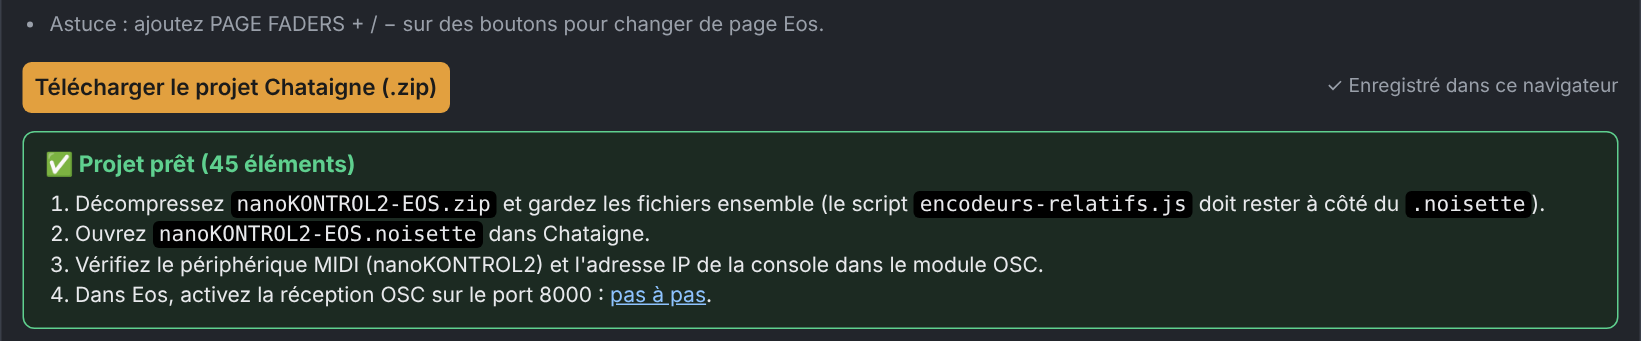 • Astuce : ajoutez PAGE FADERS + / − sur des boutons pour changer de page Eos.
Télécharger le projet Chataigne (.zip)
✓ Enregistré dans ce navigateur
✅ Projet prêt (45 éléments)
1. Décompressez nanoKONTROL2-EOS.zip et gardez les fichiers ensemble (le script encodeurs-relatifs.js doit rester à côté du .noisette).
2. Ouvrez nanoKONTROL2-EOS.noisette dans Chataigne.
3. Vérifiez le périphérique MIDI (nanoKONTROL2) et l'adresse IP de la console dans le module OSC.
4. Dans Eos, activez la réception OSC sur le port 8000 : pas à pas.